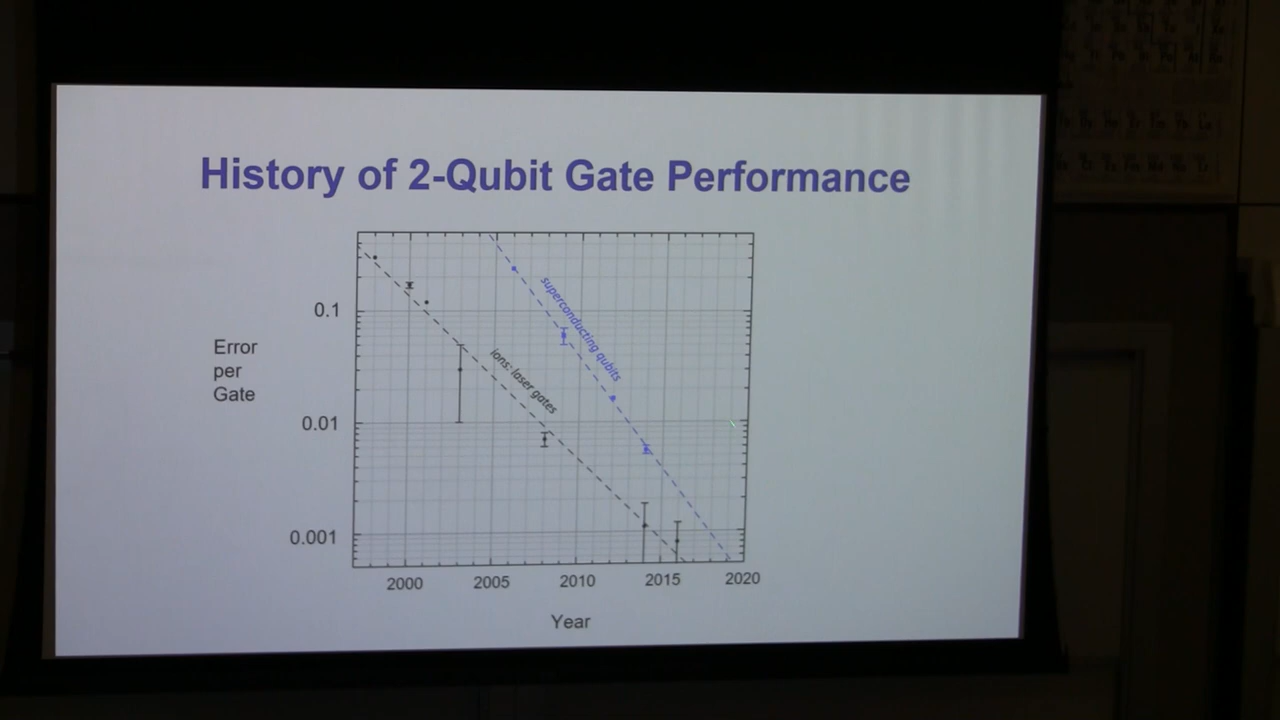 History of 2-Qubit Gate Performance
0.1
0.01
0.001
Error
per
Gate
superconducting qubits
ions: laser gates
2000 2005 2010 2015 2020
Year